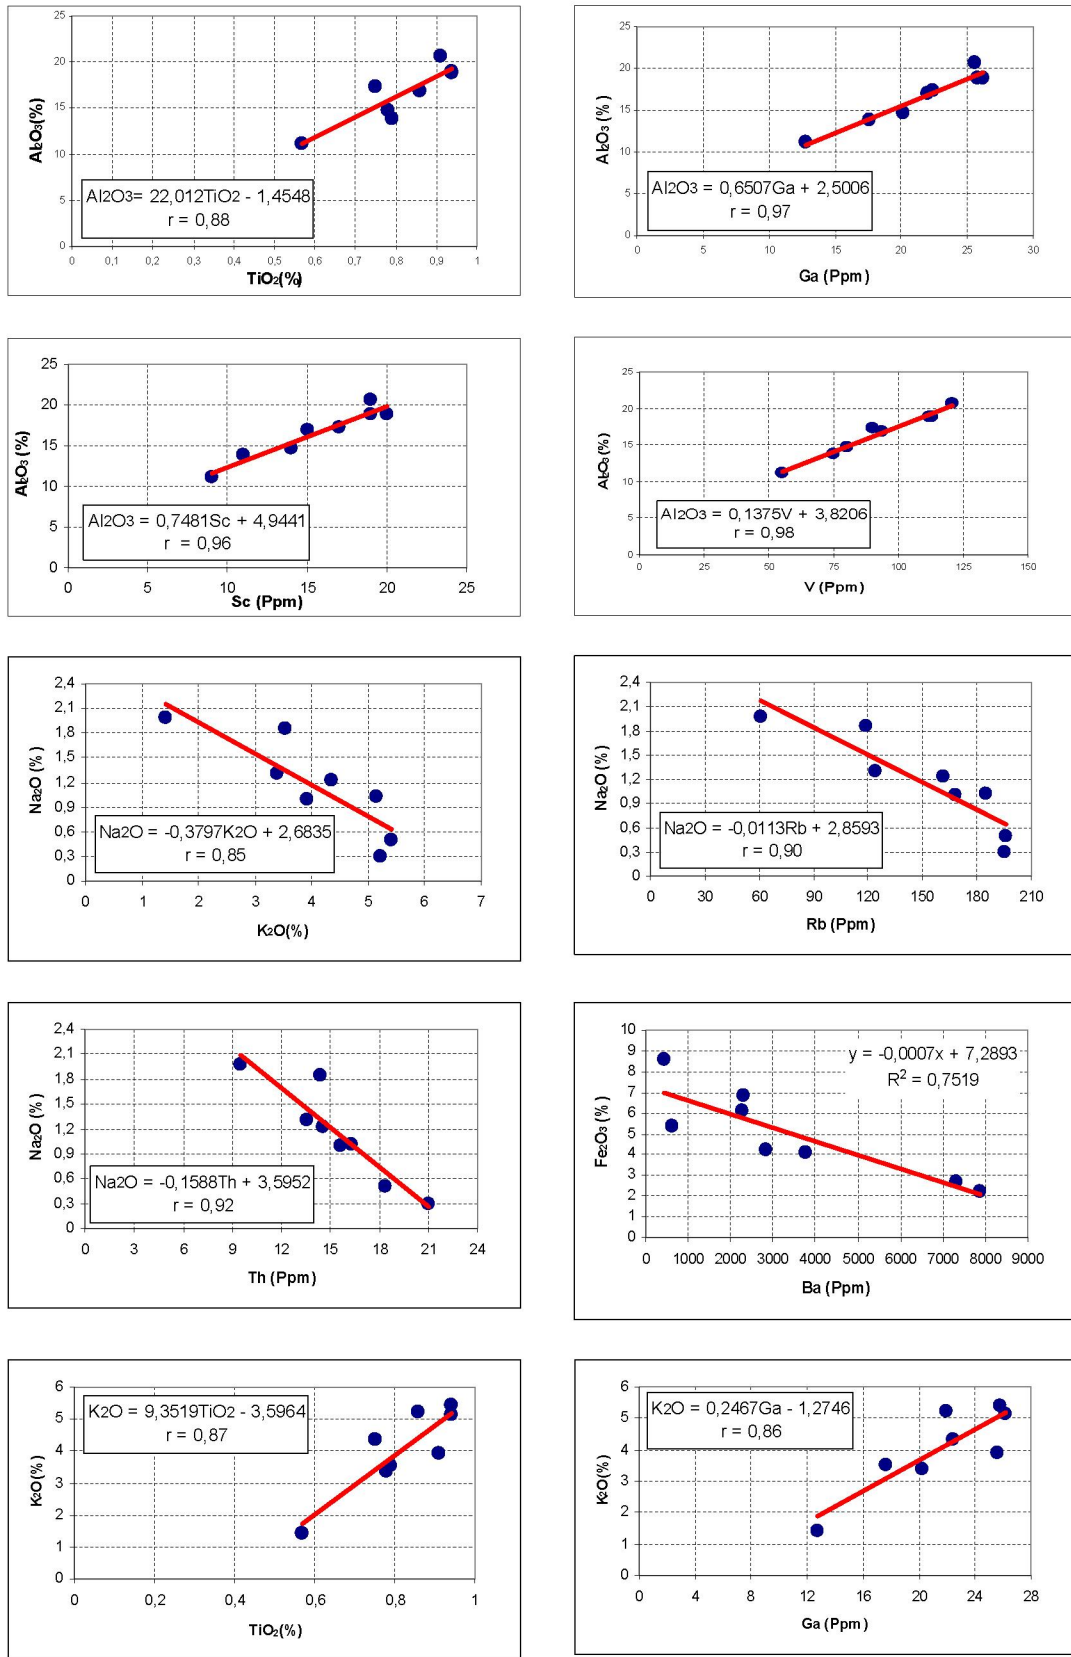 25
20
15
10
5
0
Al2O3(%)
Al2O3= 22,012TiO2 - 1,4548
r = 0,88
0 0,1 0,2 0,3 0,4 0,5 0,6 0,7 0,8 0,9 1
TiO2(%)
25
20
15
10
5
0
Al2O3 (%)
Al2O3 = 0,6507Ga + 2,5006
r = 0,97
0 5 10 15 20 25 30
Ga (Ppm)
25
20
15
10
5
0
Al2O3 (%)
Al2O3 = 0,7481Sc + 4,9441
r = 0,96
0 5 10 15 20 25
Sc (Ppm)
25
20
15
10
5
0
Al2O3(%)
Al2O3 = 0,1375V + 3,8206
r = 0,98
0 25 50 75 100 125 150
V (Ppm)
2,4
2,1
1,8
1,5
1,2
0,9
0,6
0,3
0
Na2O (%)
Na2O = -0,3797K2O + 2,6835
r = 0,85
0 1 2 3 4 5 6 7
K2O(%)
2,4
2,1
1,8
1,5
1,2
0,9
0,6
0,3
0
Na2O (%)
Na2O = -0,0113Rb + 2,8593
r = 0,90
0 30 60 90 120 150 180 210
Rb (Ppm)
2,4
2,1
1,8
1,5
1,2
0,9
0,6
0,3
0
Na2O (%)
Na2O = -0,1588Th + 3,5952
r = 0,92
0 3 6 9 12 15 18 21 24
Th (Ppm)
10
9
8
7
6
5
4
3
2
1
0
Fe2O3 (%)
y = -0,0007x + 7,2893
R² = 0,7519
0 1000 2000 3000 4000 5000 6000 7000 8000 9000
Ba (Ppm)
6
5
4
3
2
1
0
K2O(%)
K2O = 9,3519TiO2 - 3,5964
r = 0,87
0 0,2 0,4 0,6 0,8 1
TiO2(%)
6
5
4
3
2
1
0
K2O(%)
K2O = 0,2467Ga - 1,2746
r = 0,86
0 4 8 12 16 20 24 28
Ga (Ppm)